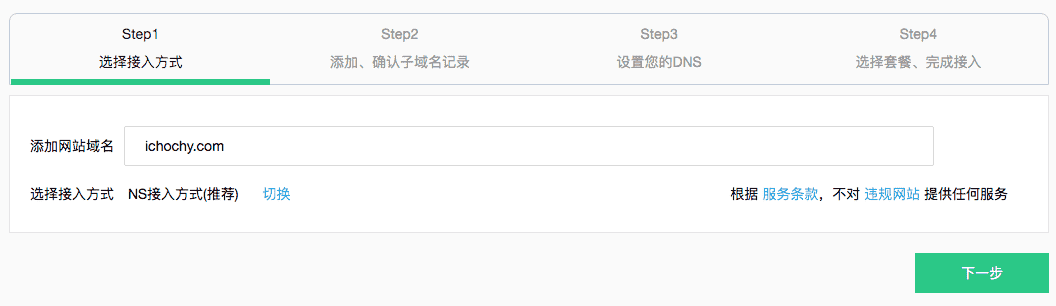 Step1 Step2 Step3 Step4
选择接入方式 添加、确认子域名记录 设置您的DNS 选择套餐、完成接入
添加网站域名 ichochy.com
选择接入方式 NS接入方式(推荐) 切换 根据 服务条款，不对 违规网站 提供任何服务
下一步